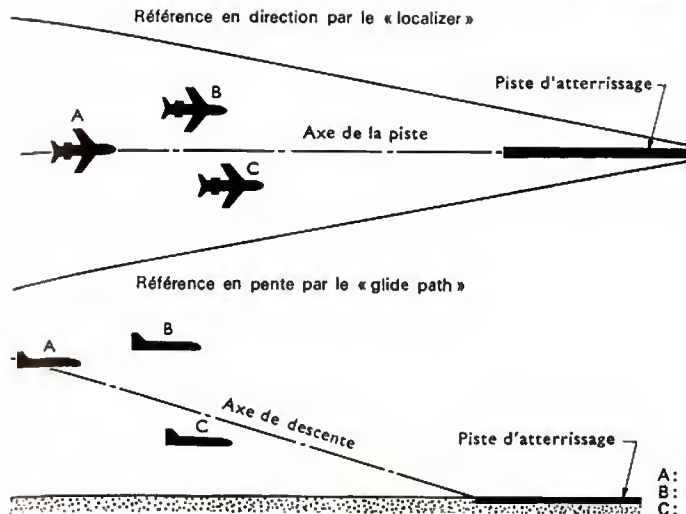 Référence en direction par le « localizer »
Piste d'atterrissage
B
A
Axe de la piste
C
Référence en pente par le « glide path »
B
A
Axe de descente
C
Piste d'atterrissage
A:
B:
C: